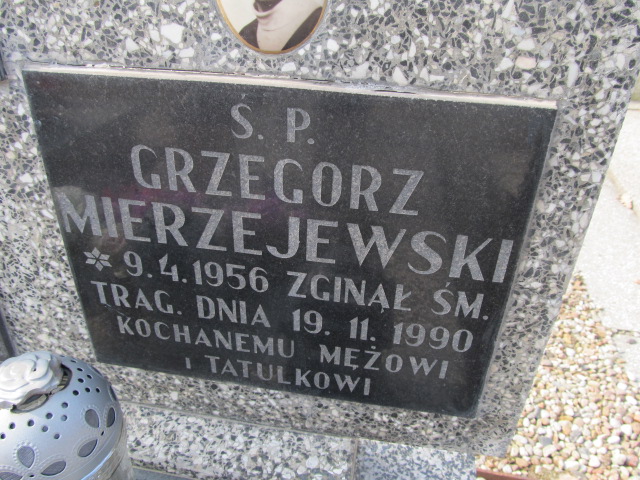 Ś. P.
GRZEGORZ
MIERZEJEWSKI
* 9.4.1956 ZGINĄŁ ŚM.
TRAG. DNIA 19.11.1990
KOCHANEMU MĘŻOWI
I TATULKOWI